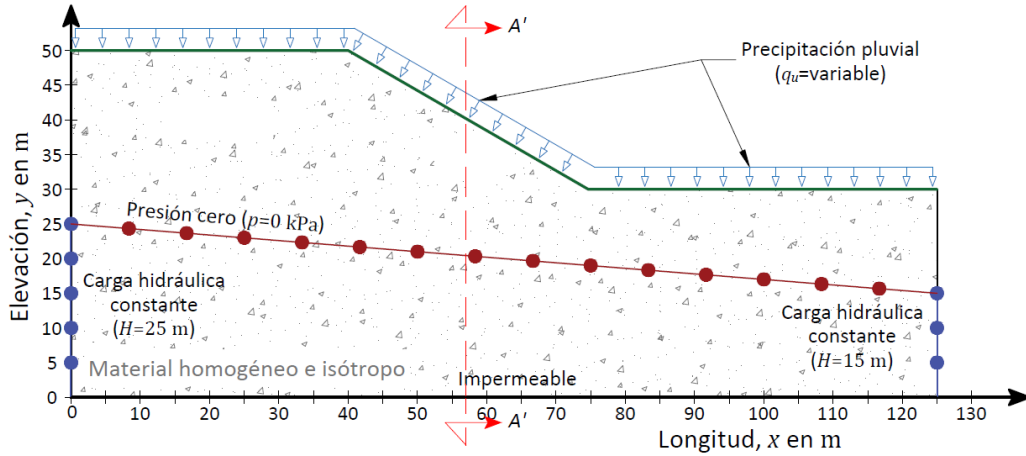 A'
Precipitación pluvial
(qu=variable)
Elevación, y en m
50
45
40
35
30
25
20
15
10
5
0
Presión cero (p=0 kPa)
Carga hidráulica
constante
(H=25 m)
Carga hidráulica
constante
(H=15 m)
Material homogéneo e isótropo
Impermeable
0 10 20 30 40 50 60 70 80 90 100 110 120 130
A'
Longitud, x en m